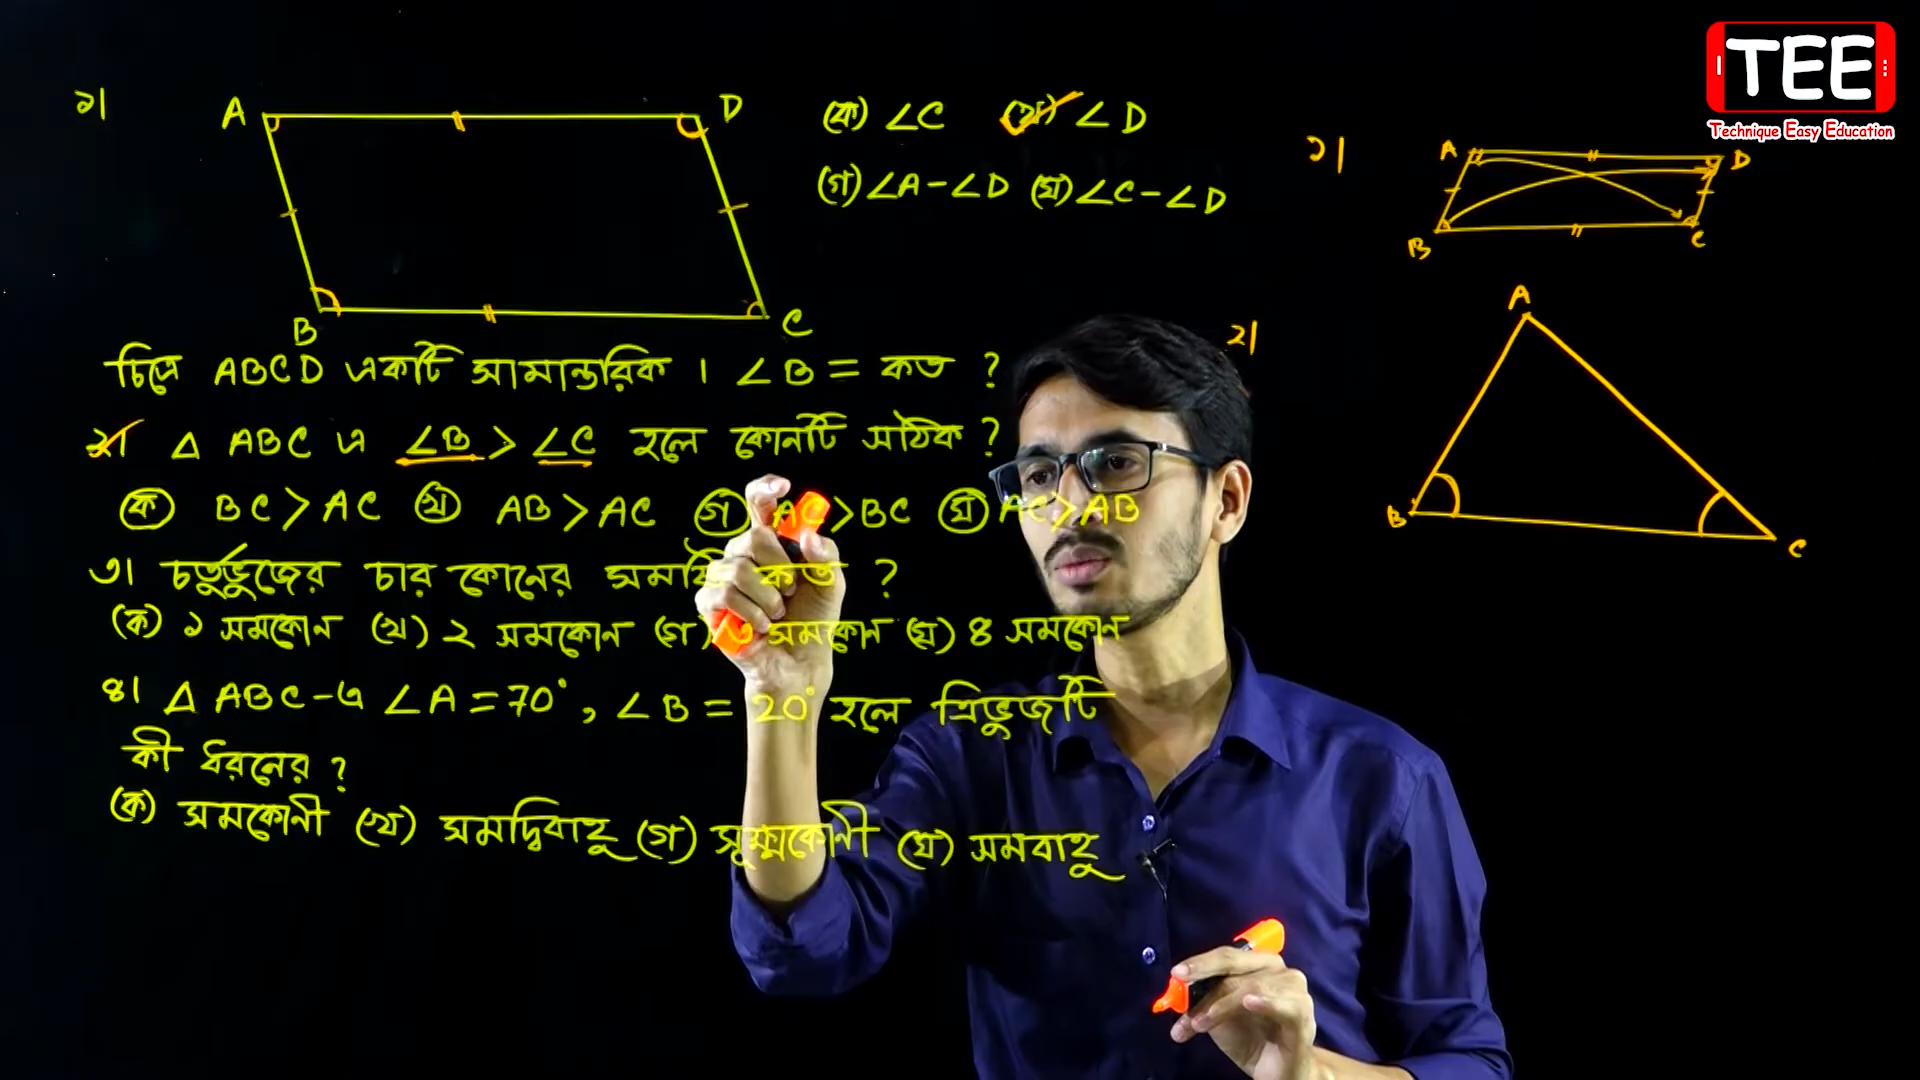 TEE
Technique Easy Education
১। A D B C
(ক) ∠C (খ) ∠D
(গ) ∠A-∠D (ঘ) ∠C-∠D
চিত্রে ABCD একটি সামান্তরিক। ∠B = কত ?
২। Δ ABC এ ∠B > ∠C হলে কোনটি সঠিক ?
(ক) BC > AC (খ) AB > AC (গ) AC > BC (ঘ) AC > AB
৩। চর্তুভুজের চার কোনের সমষ্টি কত ?
(ক) ১ সমকোন (খ) ২ সমকোন (গ) ৩ সমকোন (ঘ) ৪ সমকোন
৪। Δ ABC-এ ∠A = 70°, ∠B = 20° হলে ত্রিভুজটি
কী ধরনের ?
(ক) সমকোনী (খ) সমদ্বিবাহু (গ) সূক্ষ্মকোনী (ঘ) সমবাহু
১। A D B C
২। A B C